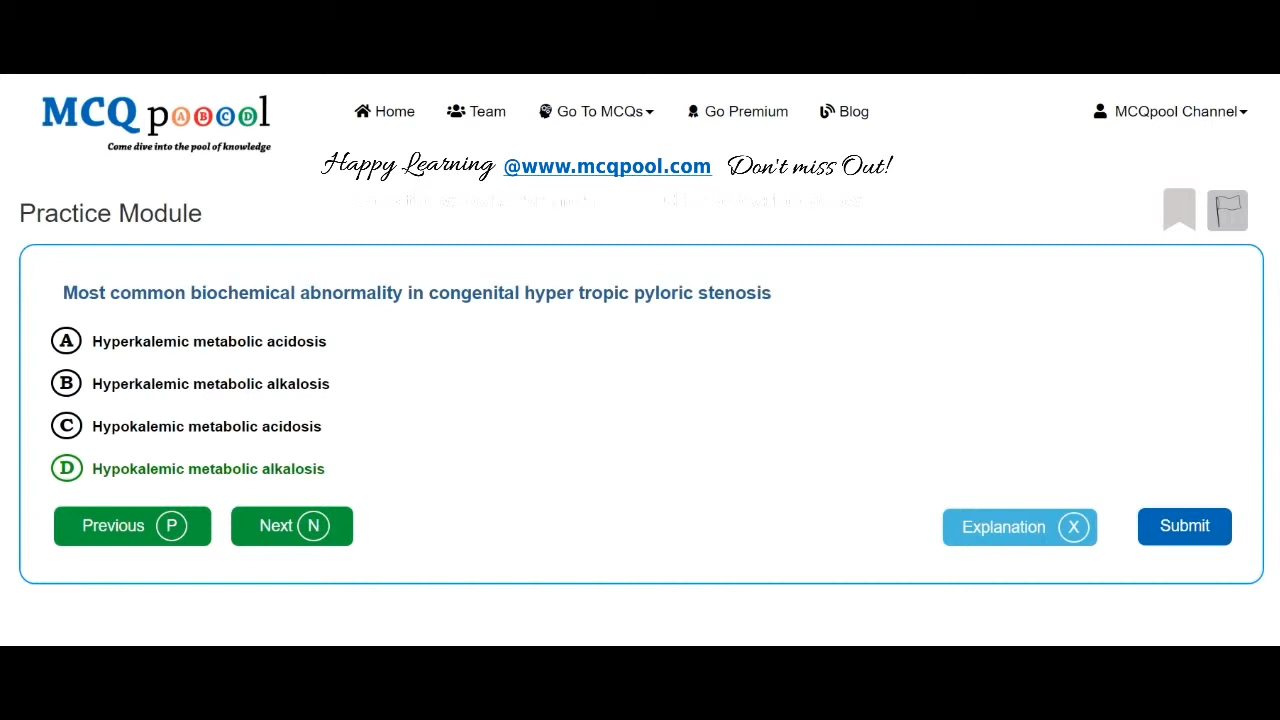 MCQ pooool
Come dive into the pool of knowledge
Home Team Go To MCQs Go Premium Blog MCQpool Channel
Happy Learning @www.mcqpool.com Don't miss Out!
Practice Module
Most common biochemical abnormality in congenital hyper tropic pyloric stenosis
A Hyperkalemic metabolic acidosis
B Hyperkalemic metabolic alkalosis
C Hypokalemic metabolic acidosis
D Hypokalemic metabolic alkalosis
Previous P Next N Explanation X Submit